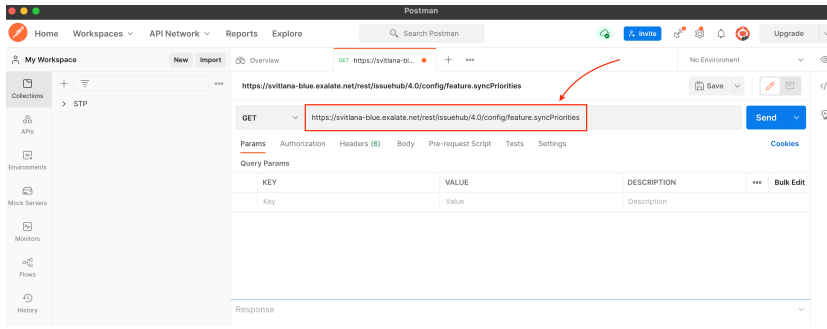 Postman
Home Workspaces API Network Reports Explore Search Postman Invite Upgrade
My Workspace New Import Overview GET https://svitlana-bl... No Environment
Collections
STP
https://svitlana-blue.exalate.net/rest/issuehub/4.0/config/feature.syncPriorities Save
APIs
GET https://svitlana-blue.exalate.net/rest/issuehub/4.0/config/feature.syncPriorities Send
Environments
Params Authorization Headers (6) Body Pre-request Script Tests Settings Cookies
Query Params
KEY VALUE DESCRIPTION Bulk Edit
Key Value Description
Mock Servers
Monitors
Flows
History
Response